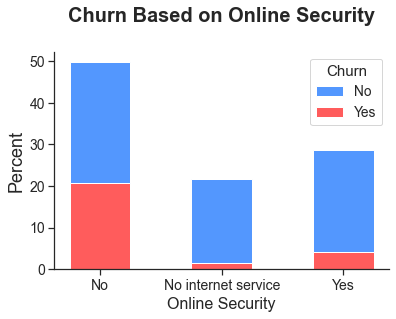 Churn Based on Online Security
Percent
50
40
30
20
10
0
Churn
No
Yes
No
No internet service
Yes
Online Security